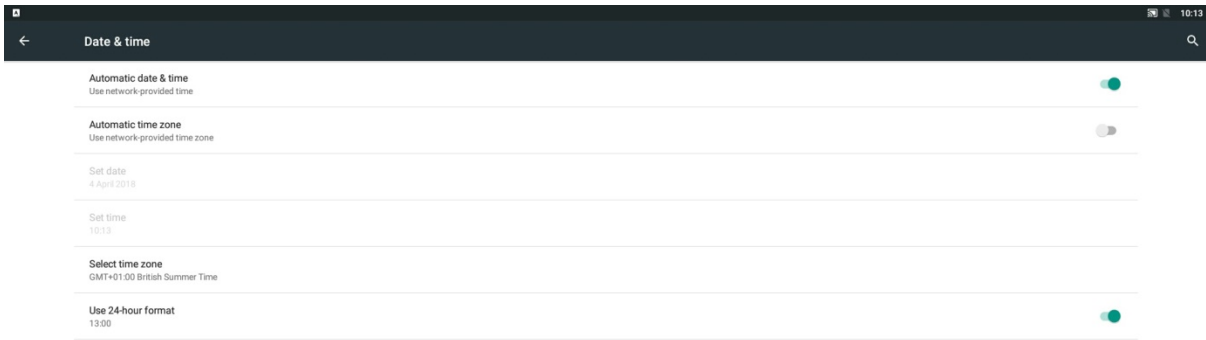 A
10:13
Date & time
Automatic date & time
Use network-provided time
Automatic time zone
Use network-provided time zone
Set date
4 April 2018
Set time
10:13
Select time zone
GMT+01:00 British Summer Time
Use 24-hour format
13:00